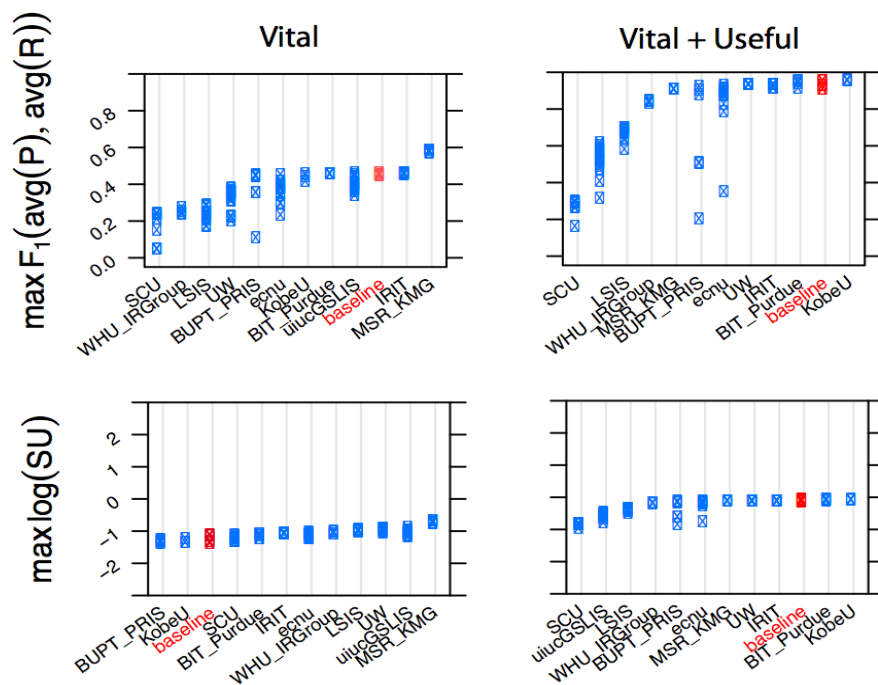 Vital
Vital + Useful
max F1(avg(P), avg(R))
0.8
0.6
0.4
0.2
0.0
SCU
WHU_IRGroup
LSIS
UW
BUPT_PRIS
ecnu
KobeU
BIT_Purdue
uiucGSLIS
baseline
IRIT
MSR_KMG
SCU
LSIS
WHU_IRGroup
MSR_KMG
BUPT_PRIS
ecnu
UW
IRIT
BIT_Purdue
baseline
KobeU
max log(SU)
2
1
0
-1
-2
BUPT_PRIS
KobeU
baseline
SCU
BIT_Purdue
IRIT
ecnu
WHU_IRGroup
LSIS
UW
uiucGSLIS
MSR_KMG
SCU
uiucGSLIS
LSIS
WHU_IRGroup
BUPT_PRIS
ecnu
MSR_KMG
UW
IRIT
baseline
BIT_Purdue
KobeU